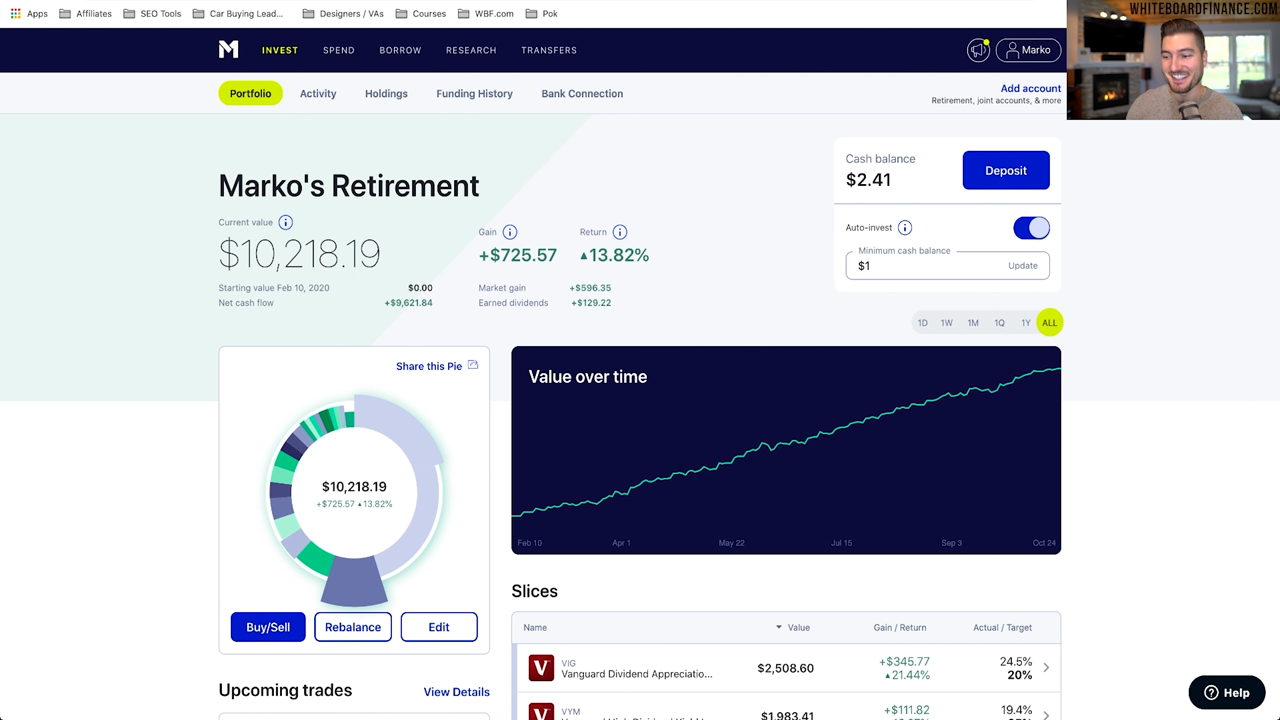 Apps Affiliates SEO Tools Car Buying Lead... Designers / VAs Courses WBF.com Pok
WHITEBOARDFINANCE.COM
INVEST SPEND BORROW RESEARCH TRANSFERS Marko
Portfolio Activity Holdings Funding History Bank Connection
Add account
Retirement, joint accounts, & more
Marko's Retirement
Current value
$10,218.19
Starting value Feb 10, 2020 $0.00
Net cash flow +$9,621.84
Gain Return
+$725.57 ▲13.82%
Market gain +$596.35
Earned dividends +$129.22
Cash balance
$2.41
Deposit
Auto-invest
Minimum cash balance
$1 Update
1D 1W 1M 1Q 1Y ALL
Share this Pie
$10,218.19
+$725.57 ▲13.82%
Buy/Sell Rebalance Edit
Upcoming trades View Details
Value over time
Feb 10 Apr 1 May 22 Jul 15 Sep 3 Oct 24
Slices
Name Value Gain / Return Actual / Target
VIG
Vanguard Dividend Appreciatio...
$2,508.60
+$345.77
▲21.44%
24.5%
20%
VYM
$1,983.41
+$111.82
19.4%
Help